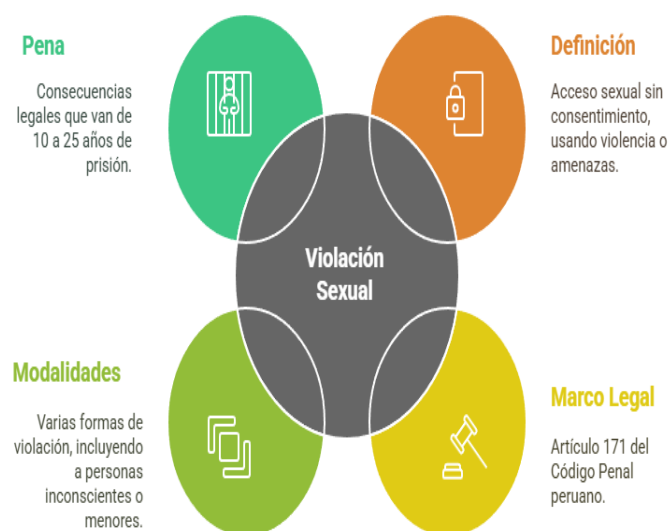 Pena
Consecuencias
legales que van de
10 a 25 años de
prisión.
Definición
Acceso sexual sin
consentimiento,
usando violencia o
amenazas.
Violación
Sexual
Modalidades
Varias formas de
violación, incluyendo
a personas
inconscientes o
menores.
Marco Legal
Artículo 171 del
Código Penal
peruano.